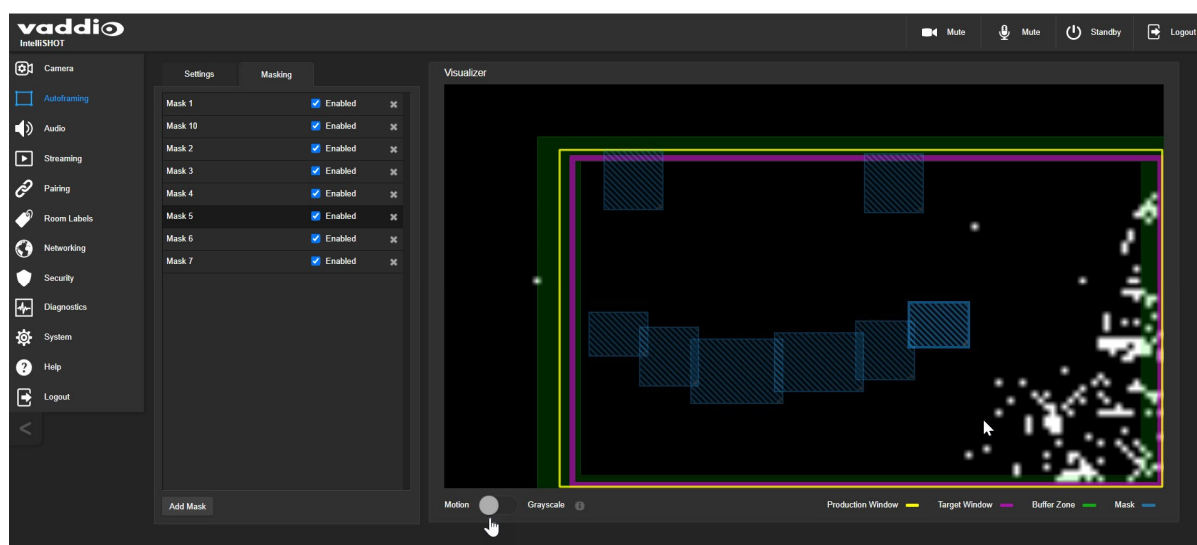 vaddio
IntelliSHOT
Mute
Mute
Standby
Logout
Camera
Autoframing
Audio
Streaming
Pairing
Room Labels
Networking
Security
Diagnostics
System
Help
Logout
Settings
Masking
Mask 1 Enabled
Mask 10 Enabled
Mask 2 Enabled
Mask 3 Enabled
Mask 4 Enabled
Mask 5 Enabled
Mask 6 Enabled
Mask 7 Enabled
Add Mask
Visualizer
Motion Grayscale
Production Window Target Window Buffer Zone Mask